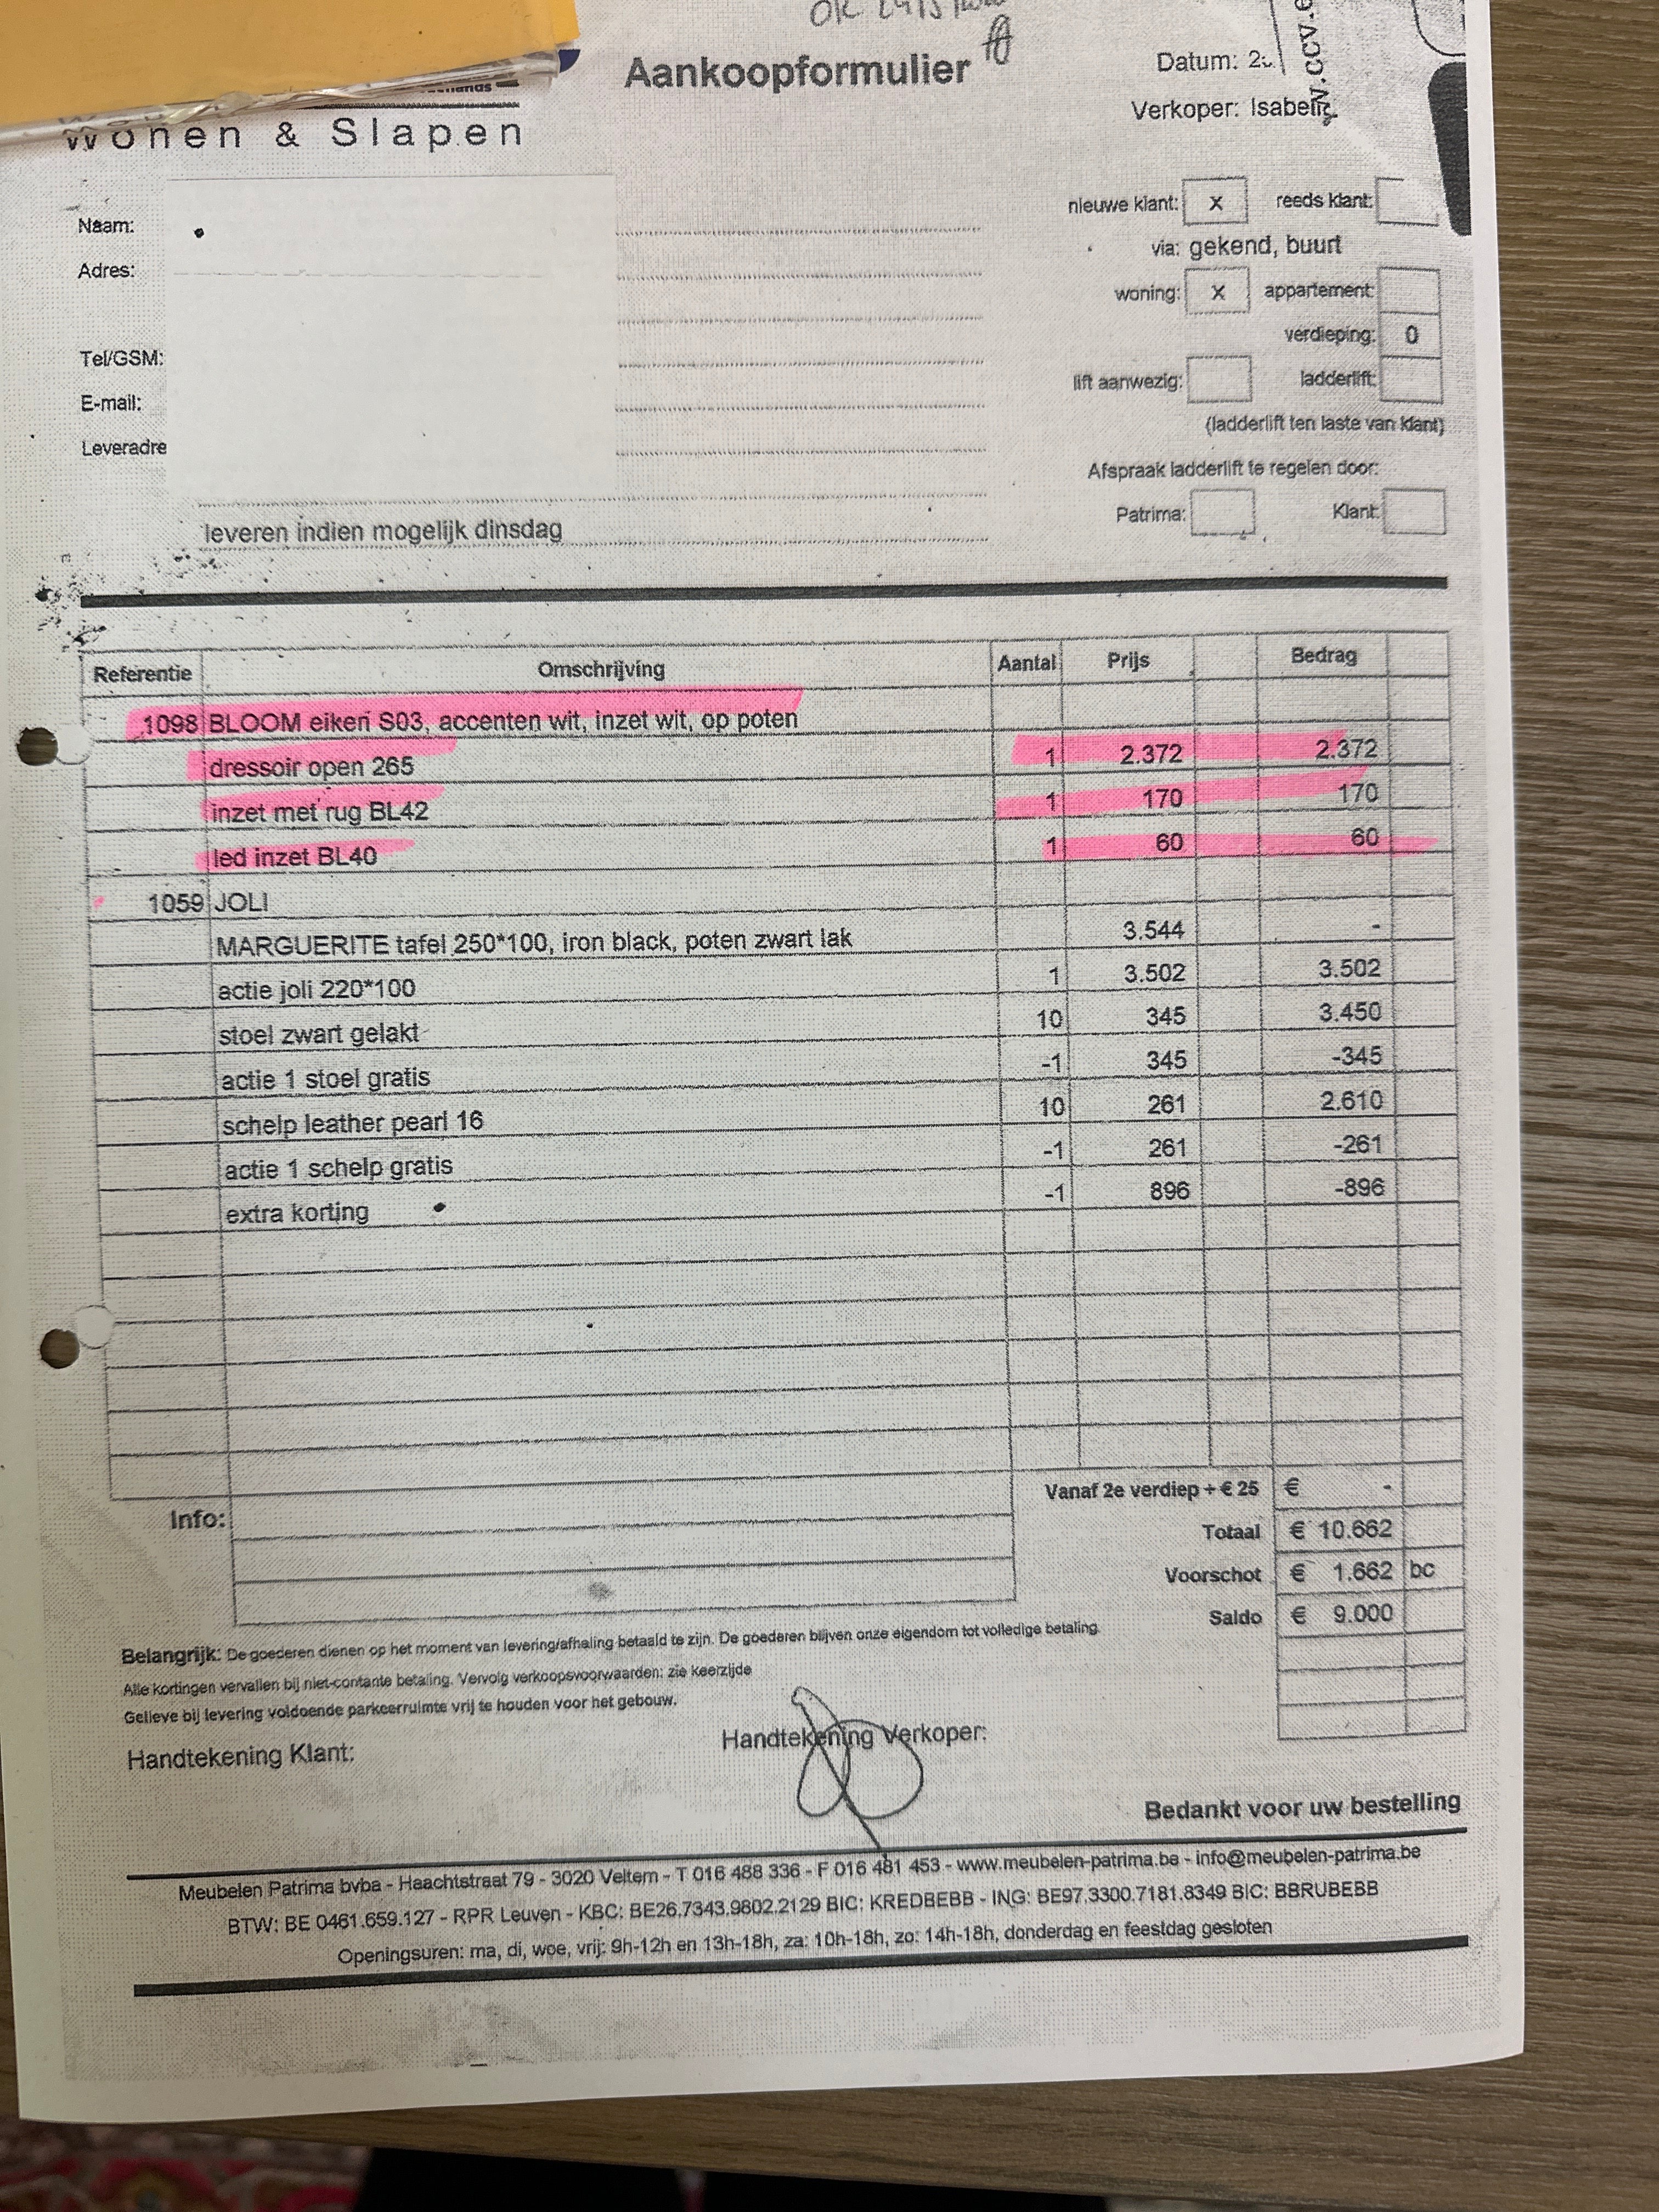 Aankoopformulier
Datum:
Verkoper:
Wonen & Slapen
Naam:
nieuwe klant: x reeds klant:
via: gekend, buurt
Adres:
woning: x appartement:
verdieping: 0
Tel/GSM:
lift aanwezig: ladderlift:
E-mail:
(ladderlift ten laste van klant)
Leveradre
Afspraak ladderlift te regelen door:
Patrima: Klant:
leveren indien mogelijk dinsdag
Referentie Omschrijving Aantal Prijs Bedrag
1098 BLOOM eiken S03, accenten wit, inzet wit, op poten
dressoir open 265 1 2.372 2.372
inzet met rug BL42 1 170 170
led inzet BL40 1 60 60
1059 JOLI
MARGUERITE tafel 250*100, iron black, poten zwart lak 3.544 -
actie joli 220*100 1 3.502 3.502
stoel zwart gelakt 10 345 3.450
actie 1 stoel gratis -1 345 -345
schelp leather pearl 16 10 261 2.610
actie 1 schelp gratis -1 261 -261
extra korting -1 896 -896
Vanaf 2e verdiep + € 25 € -
Info:
Totaal € 10.662
Voorschot € 1.662 bc
Saldo € 9.000
Belangrijk: De goederen dienen op het moment van levering/afhaling betaald te zijn. De goederen blijven onze eigendom tot volledige betaling.
Alle kortingen vervallen bij niet-contante betaling. Vervolg verkoopsvoorwaarden: zie keerzijde
Gelieve bij levering voldoende parkeerruimte vrij te houden voor het gebouw.
Handtekening Klant: Handtekening Verkoper:
Bedankt voor uw bestelling
Meubelen Patrima bvba - Haachtstraat 79 - 3020 Veltem - T 016 488 336 - F 016 481 453 - www.meubelen-patrima.be - info@meubelen-patrima.be
BTW: BE 0461.659.127 - RPR Leuven - KBC: BE26.7343.9802.2129 BIC: KREDBEBB - ING: BE97.3300.7181.8349 BIC: BBRUBEBB
Openingsuren: ma, di, woe, vrij: 9h-12h en 13h-18h, za: 10h-18h, zo: 14h-18h, donderdag en feestdag gesloten